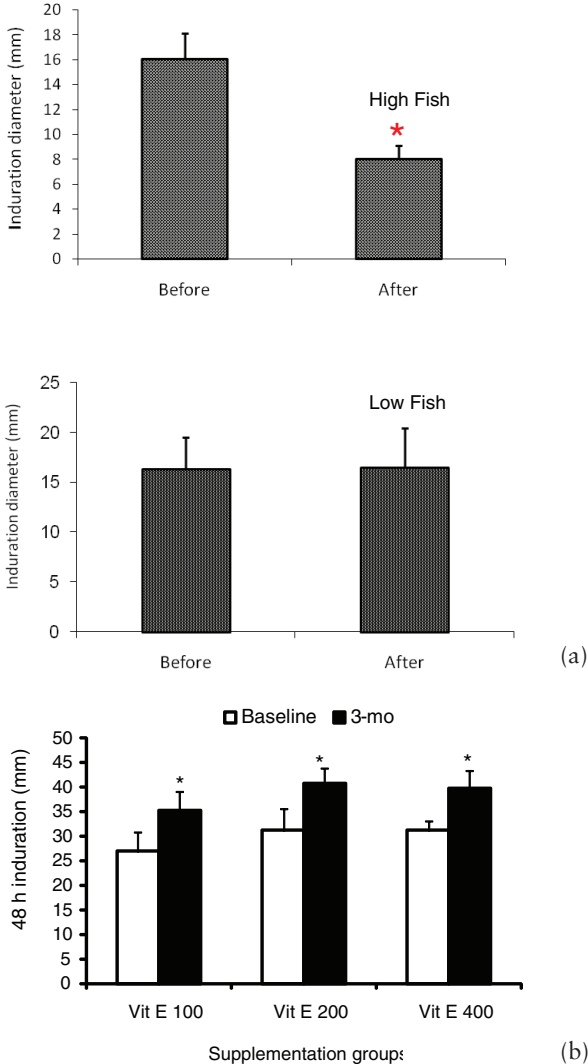 20
18
16
14
12
10
8
6
4
2
0
Induration diameter (mm)
High Fish
*
Before After
25
20
15
10
5
0
Induration diameter (mm)
Low Fish
Before After
(a)
Baseline 3-mo
50
45
40
35
30
25
20
15
10
5
0
48 h induration (mm)
* * *
Vit E 100 Vit E 200 Vit E 400
Supplementation groups
(b)